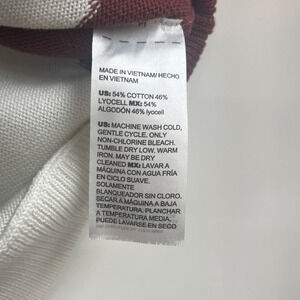 MADE IN VIETNAM/ HECHO
EN VIETNAM
US: 54% COTTON 46%
LYOCELL MX: 54%
ALGODÓN 46% lyocell
US: MACHINE WASH COLD,
GENTLE CYCLE. ONLY
NON-CHLORINE BLEACH.
TUMBLE DRY LOW. WARM
IRON. MAY BE DRY
CLEANED MX: LAVAR A
MÁQUINA CON AGUA FRÍA
EN CICLO SUAVE.
SOLAMENTE
BLANQUEADOR SIN CLORO.
SECAR A MÁQUINA A BAJA
TEMPERATURA, PLANCHAR
A TEMPERATURA MEDIA,
PUEDE LAVARSE EN SECO